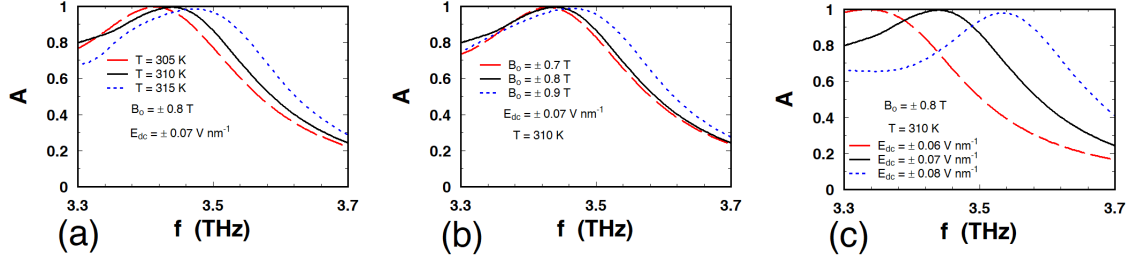 1
0.8
0.6
0.4
0.2
0
A
T = 305 K
T = 310 K
T = 315 K
B₀ = ± 0.8 T
E_dc = ± 0.07 V nm⁻¹
3.3
3.5
3.7
f (THz)
(a)
1
0.8
0.6
0.4
0.2
0
A
B₀ = ± 0.7 T
B₀ = ± 0.8 T
B₀ = ± 0.9 T
E_dc = ± 0.07 V nm⁻¹
T = 310 K
3.3
3.5
3.7
f (THz)
(b)
1
0.8
0.6
0.4
0.2
0
A
B₀ = ± 0.8 T
T = 310 K
E_dc = ± 0.06 V nm⁻¹
E_dc = ± 0.07 V nm⁻¹
E_dc = ± 0.08 V nm⁻¹
3.3
3.5
3.7
f (THz)
(c)